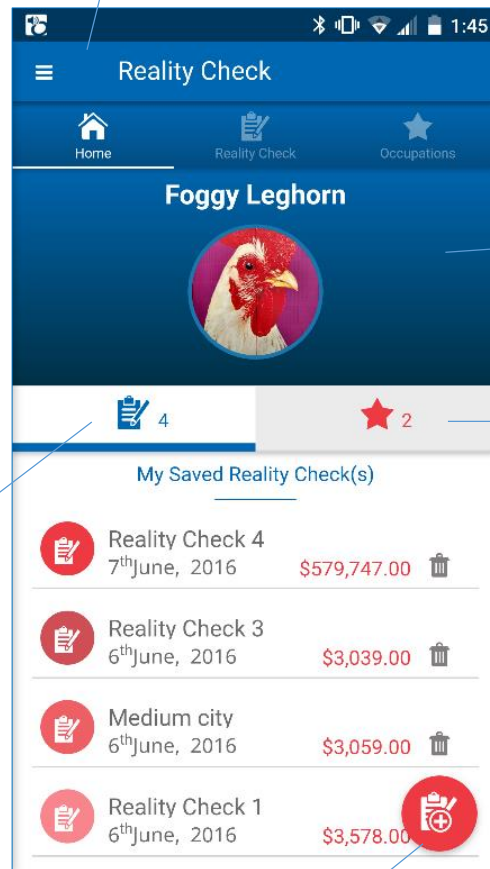 1:45
Reality Check
Home Reality Check Occupations
Foggy Leghorn
4 2
My Saved Reality Check(s)
Reality Check 4
7thJune, 2016 $579,747.00
Reality Check 3
6thJune, 2016 $3,039.00
Medium city
6thJune, 2016 $3,059.00
Reality Check 1
6thJune, 2016 $3,578.00